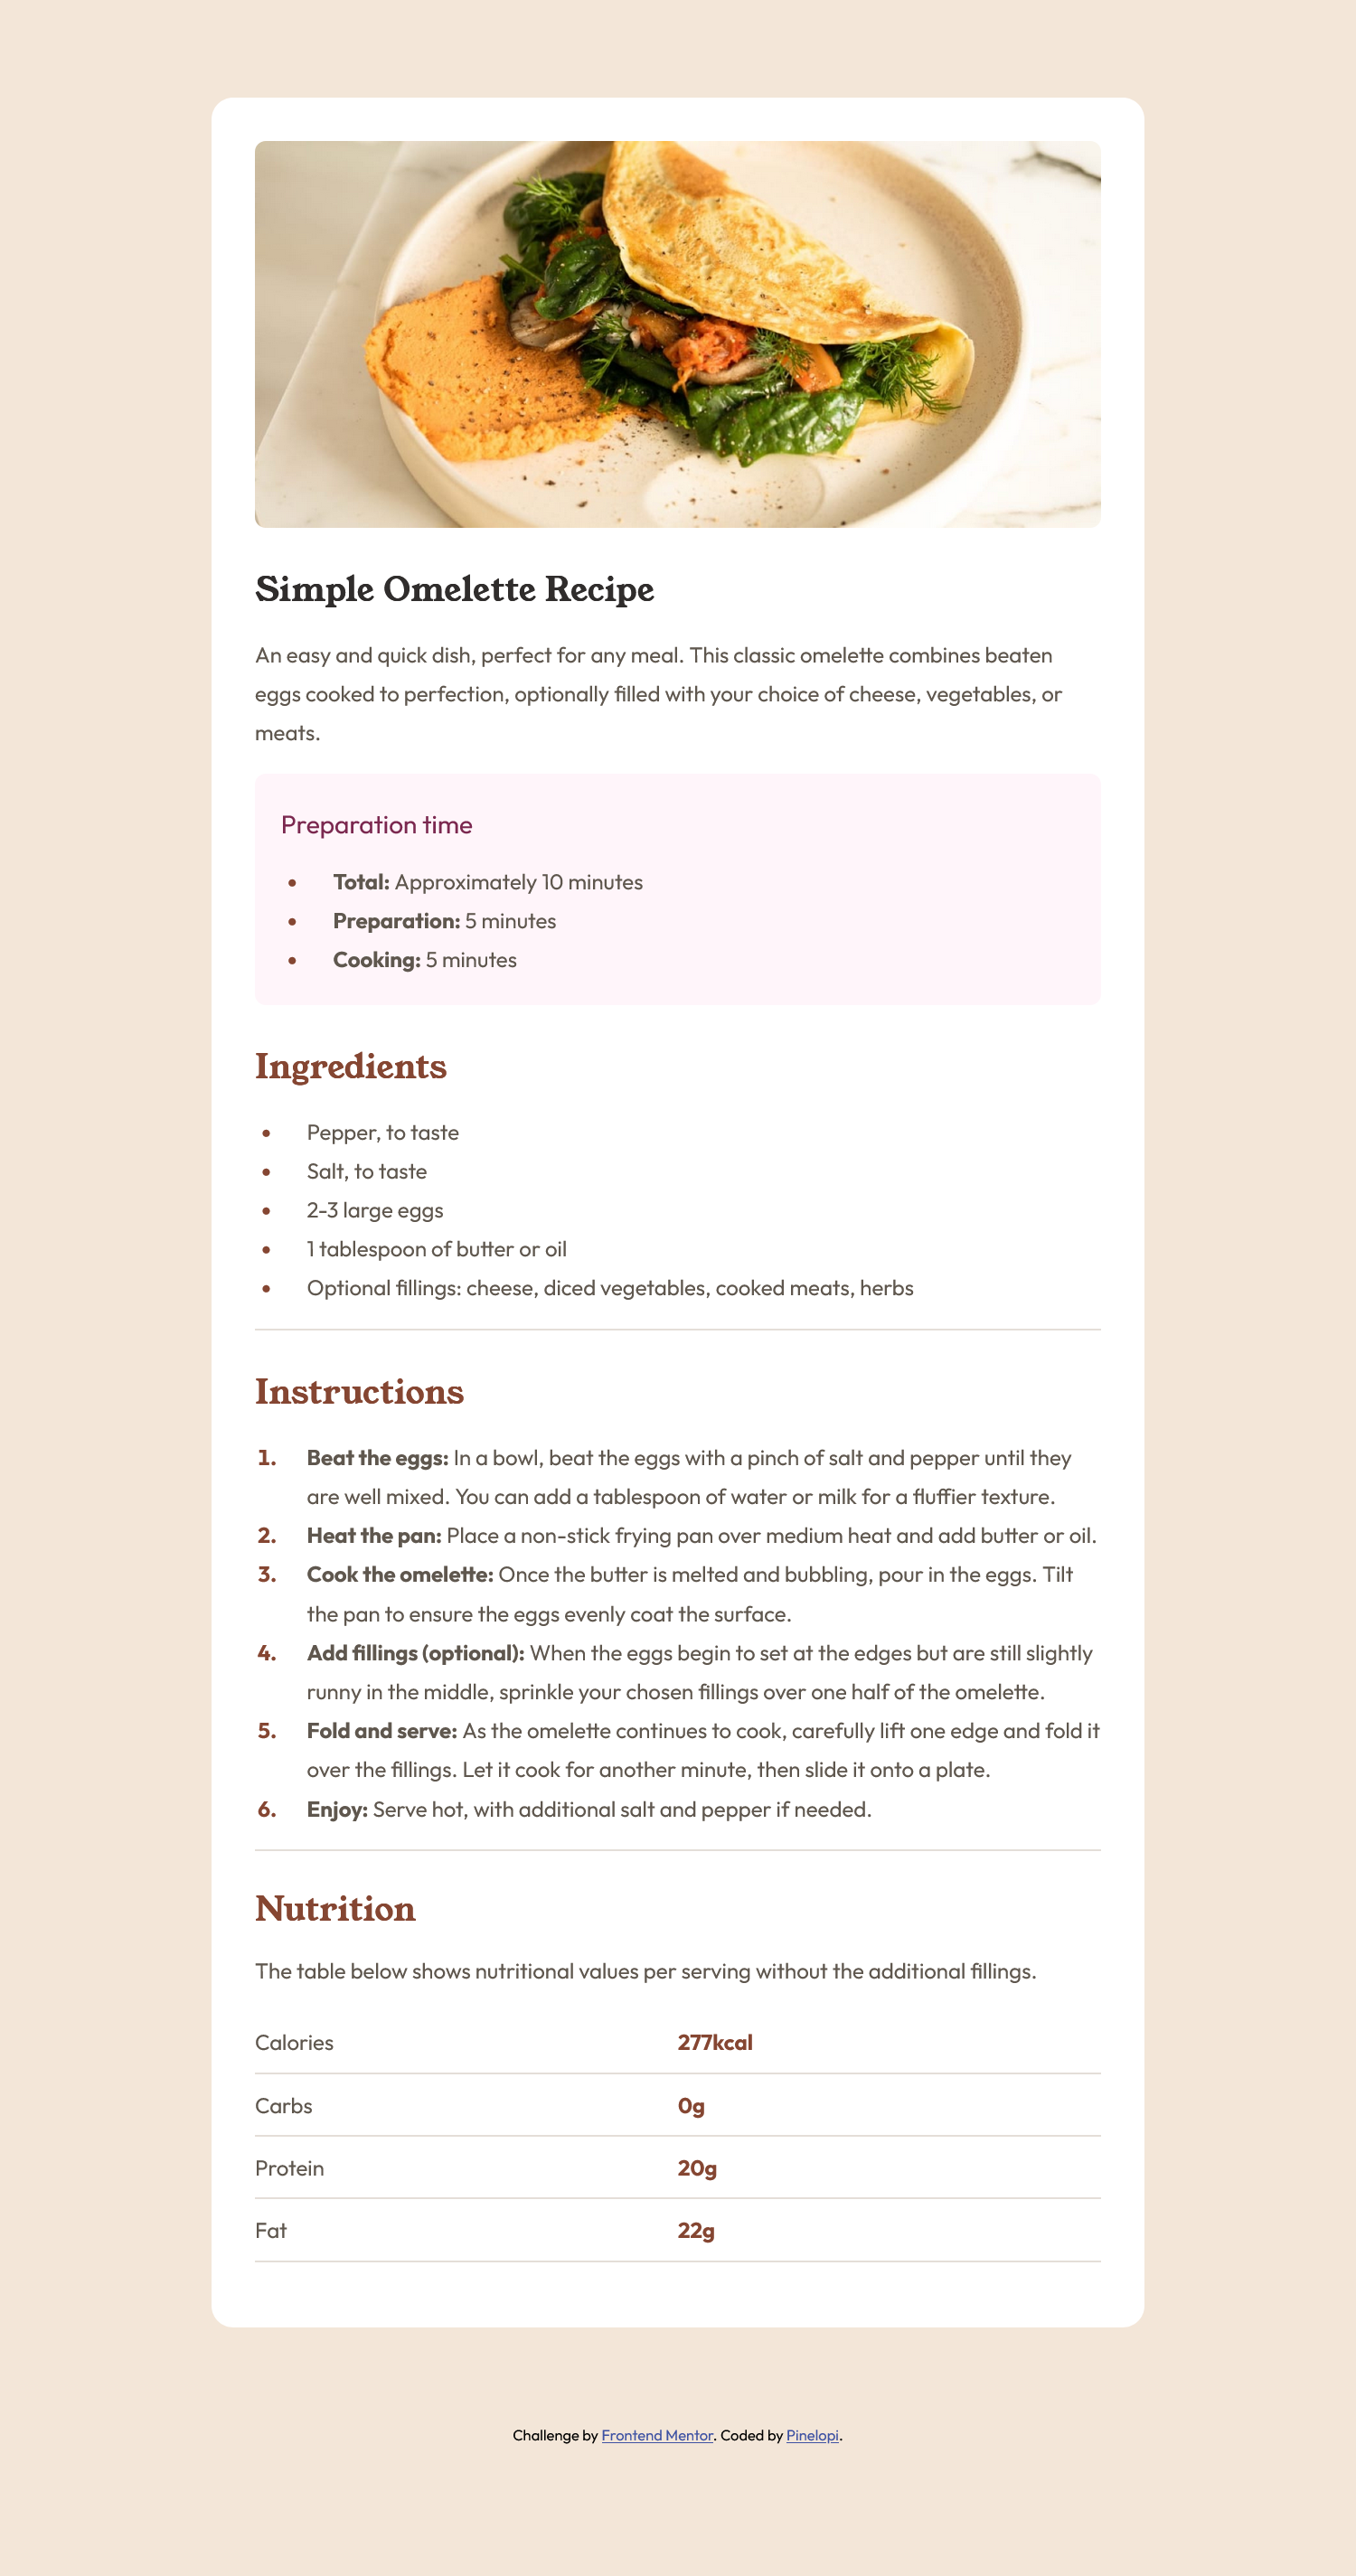 Simple Omelette Recipe
An easy and quick dish, perfect for any meal. This classic omelette combines beaten
eggs cooked to perfection, optionally filled with your choice of cheese, vegetables, or
meats.
Preparation time
• Total: Approximately 10 minutes
• Preparation: 5 minutes
• Cooking: 5 minutes
Ingredients
• Pepper, to taste
• Salt, to taste
• 2-3 large eggs
• 1 tablespoon of butter or oil
• Optional fillings: cheese, diced vegetables, cooked meats, herbs
Instructions
1. Beat the eggs: In a bowl, beat the eggs with a pinch of salt and pepper until they
are well mixed. You can add a tablespoon of water or milk for a fluffier texture.
2. Heat the pan: Place a non-stick frying pan over medium heat and add butter or oil.
3. Cook the omelette: Once the butter is melted and bubbling, pour in the eggs. Tilt
the pan to ensure the eggs evenly coat the surface.
4. Add fillings (optional): When the eggs begin to set at the edges but are still slightly
runny in the middle, sprinkle your chosen fillings over one half of the omelette.
5. Fold and serve: As the omelette continues to cook, carefully lift one edge and fold it
over the fillings. Let it cook for another minute, then slide it onto a plate.
6. Enjoy: Serve hot, with additional salt and pepper if needed.
Nutrition
The table below shows nutritional values per serving without the additional fillings.
Calories 277kcal
Carbs 0g
Protein 20g
Fat 22g
Challenge by Frontend Mentor. Coded by Pinelopi.